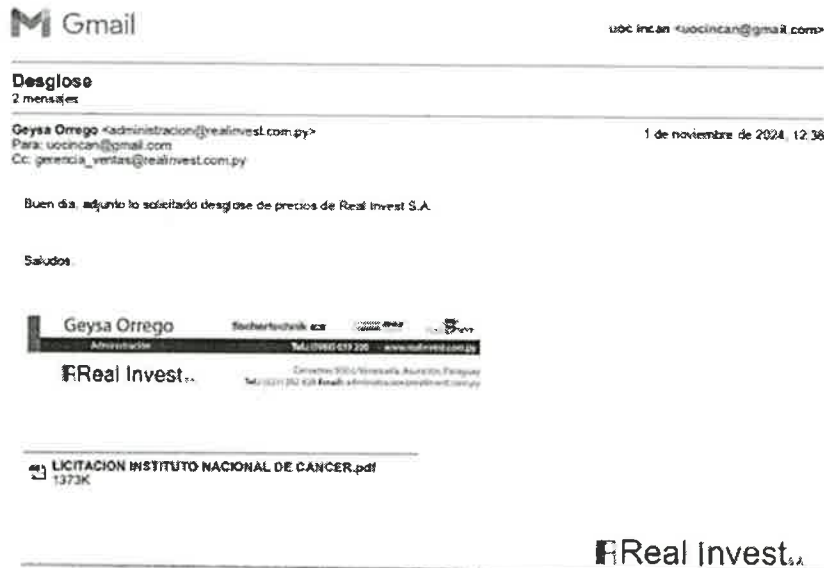 Gmail
uoc incan <uocincan@gmail.com>
Desglose
2 mensajes
Geysa Orrego <administracion@realinvest.com.py>
1 de noviembre de 2024, 12:38
Para: uocincan@gmail.com
Cc: gerencia_ventas@realinvest.com.py
Buen dia, adjunto lo solicitado desglose de precios de Real Invest S.A.
Saludos.
Geysa Orrego
fischertechnik
Administración
Real Invest S.A.
LICITACION INSTITUTO NACIONAL DE CANCER.pdf
1373K
Real Invest S.A.